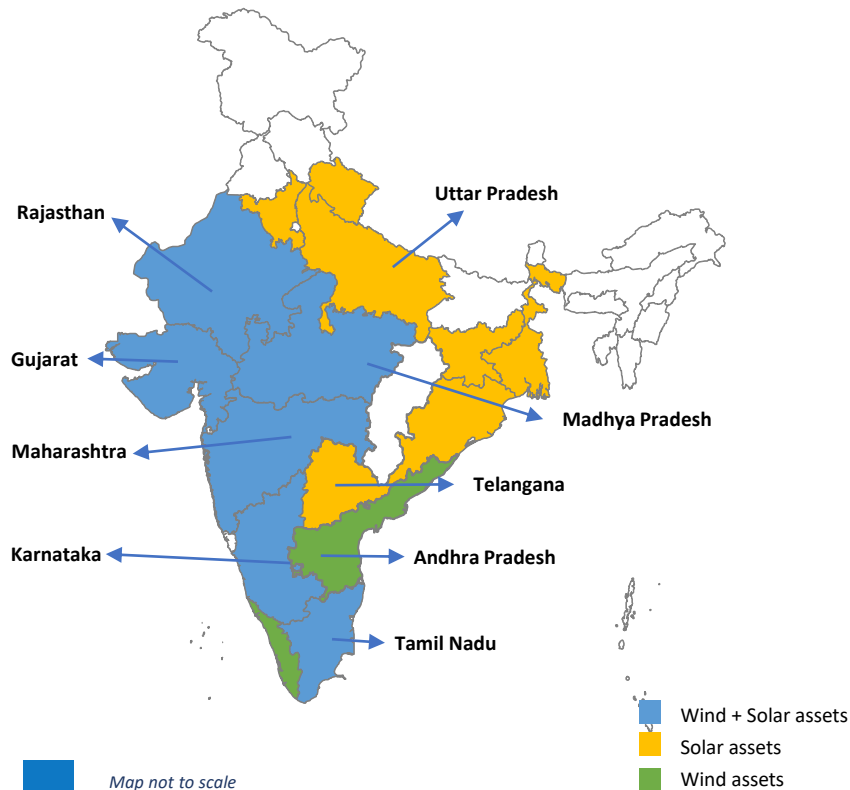 Uttar Pradesh
Rajasthan
Gujarat
Madhya Pradesh
Maharashtra
Telangana
Karnataka
Andhra Pradesh
Tamil Nadu
Wind + Solar assets
Solar assets
Wind assets
Map not to scale